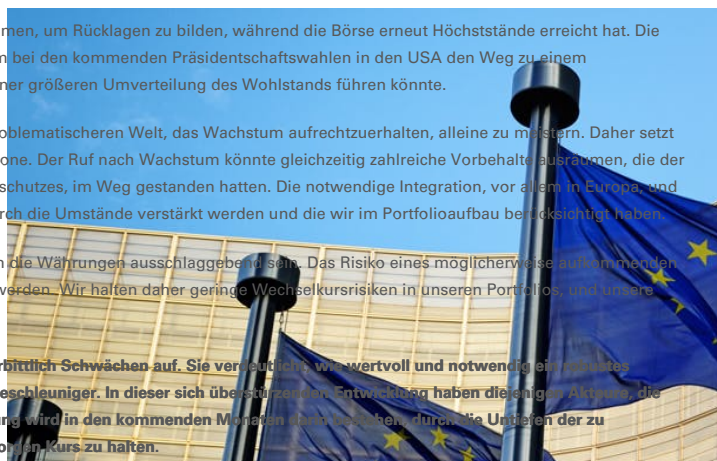 men, um Rücklagen zu bilden, während die Börse erneut Höchststände erreicht hat. Die
bei den kommenden Präsidentschaftswahlen in den USA den Weg zu einem
ner größeren Umverteilung des Wohlstands führen könnte.
oblematischeren Welt, das Wachstum aufrechtzuerhalten, alleine zu meistern. Daher setzt
one. Der Ruf nach Wachstum könnte gleichzeitig zahlreiche Vorbehalte ausräumen, die der
schutzes, im Weg gestanden hatten. Die notwendige Integration, vor allem in Europa, und
rch die Umstände verstärkt werden und die wir im Portfolioaufbau berücksichtigt haben.
die Währungen ausschlaggebend sein. Das Risiko eines möglicherweise aufkommenden
werden. Wir halten daher geringe Wechselkursrisiken in unseren Portfolios, und unsere
rbittlich Schwächen auf. Sie verdeutlicht, wie wertvoll und notwendig ein robustes
eschleuniger. In dieser sich überstürzenden Entwicklung haben diejenigen Akteure, die
ng wird in den kommenden Monaten darin bestehen, durch die Untiefen der zu
orgen Kurs zu halten.